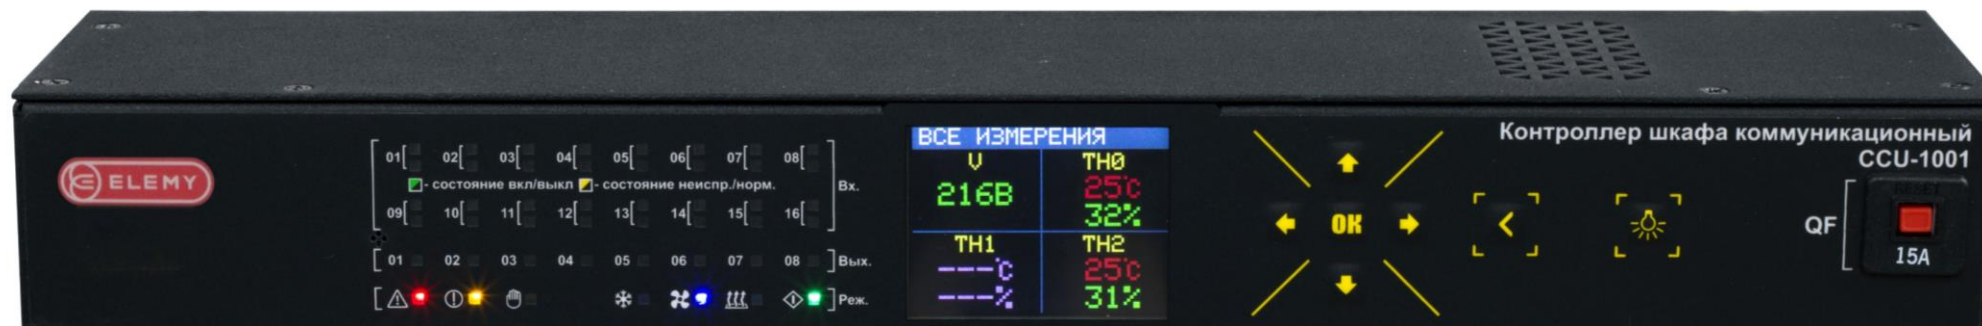 ELEMY
01 02 03 04 05 06 07 08
- состояние вкл/выкл - состояние неиспр./норм.
Вх.
09 10 11 12 13 14 15 16
01 02 03 04 05 06 07 08 Вых.
Реж.
ВСЕ ИЗМЕРЕНИЯ
V TH0
216В 25°c
32%
TH1 TH2
---°c 25°c
---% 31%
OK
Контроллер шкафа коммуникационный
CCU-1001
RESET
QF
15A